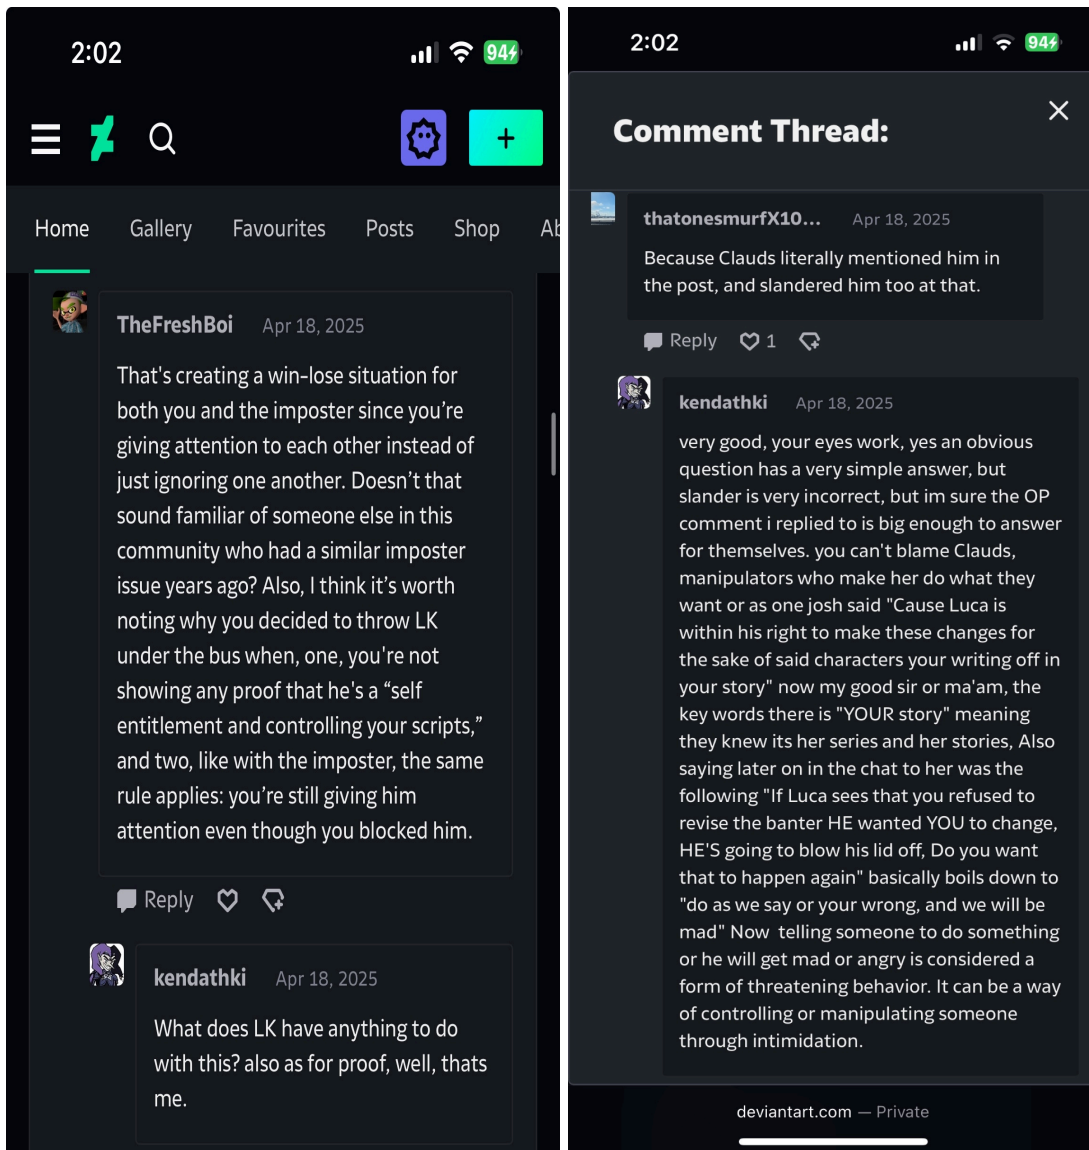 2:02
94
+
Home Gallery Favourites Posts Shop
TheFreshBoi Apr 18, 2025
That's creating a win-lose situation for
both you and the imposter since you're
giving attention to each other instead of
just ignoring one another. Doesn't that
sound familiar of someone else in this
community who had a similar imposter
issue years ago? Also, I think it's worth
noting why you decided to throw LK
under the bus when, one, you're not
showing any proof that he's a “self
entitlement and controlling your scripts,”
and two, like with the imposter, the same
rule applies: you're still giving him
attention even though you blocked him.
Reply
kendathki Apr 18, 2025
What does LK have anything to do
with this? also as for proof, well, thats
me.
2:02
94
Comment Thread:
thatonesmurfX10... Apr 18, 2025
Because Clauds literally mentioned him in
the post, and slandered him too at that.
Reply 1
kendathki Apr 18, 2025
very good, your eyes work, yes an obvious
question has a very simple answer, but
slander is very incorrect, but im sure the OP
comment i replied to is big enough to answer
for themselves. you can't blame Clauds,
manipulators who make her do what they
want or as one josh said "Cause Luca is
within his right to make these changes for
the sake of said characters your writing off in
your story" now my good sir or ma'am, the
key words there is "YOUR story" meaning
they knew its her series and her stories, Also
saying later on in the chat to her was the
following "If Luca sees that you refused to
revise the banter HE wanted YOU to change,
HE'S going to blow his lid off, Do you want
that to happen again" basically boils down to
"do as we say or your wrong, and we will be
mad" Now telling someone to do something
or he will get mad or angry is considered a
form of threatening behavior. It can be a way
of controlling or manipulating someone
through intimidation.
deviantart.com — Private